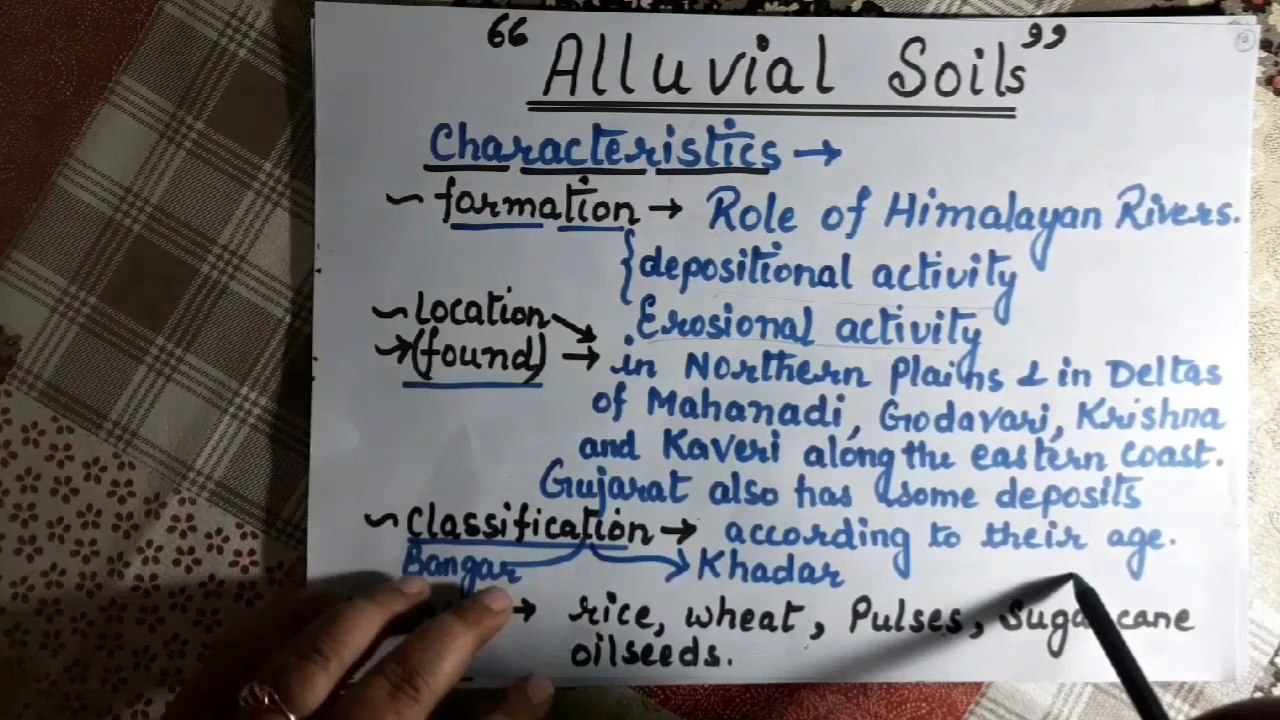 “Alluvial Soils”
Characteristics →
~ formation → Role of Himalayan Rivers.
{depositional activity
Erosional activity
~ Location
→ (found) → in Northern Plains & in Deltas
of Mahanadi, Godavari, Krishna
and Kaveri along the eastern coast.
Gujarat also has some deposits
~ Classification → according to their age.
Bangar Khadar
→ rice, wheat, Pulses, Sugarcane
oilseeds.